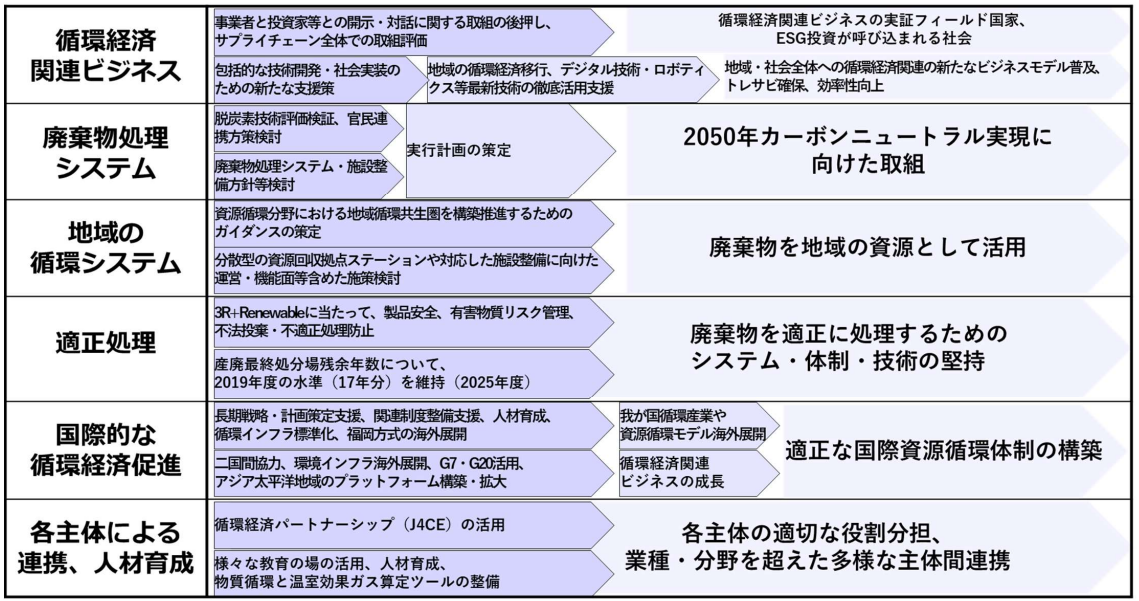 循環経済
関連ビジネス
事業者と投資家等との開示・対話に関する取組の後押し、
サプライチェーン全体での取組評価
循環経済関連ビジネスの実証フィールド国家、
ESG投資が呼び込まれる社会
包括的な技術開発・社会実装の
ための新たな支援策
地域の循環経済移行、デジタル技術・ロボティ
クス等最新技術の徹底活用支援
地域・社会全体への循環経済関連の新たなビジネスモデル普及、
トレサビ確保、効率性向上
廃棄物処理
システム
脱炭素技術評価検証、官民連
携方策検討
廃棄物処理システム・施設整
備方針等検討
実行計画の策定
2050年カーボンニュートラル実現に
向けた取組
地域の
循環システム
資源循環分野における地域循環共生圏を構築推進するための
ガイダンスの策定
分散型の資源回収拠点ステーションや対応した施設整備に向けた
運営・機能面等含めた施策検討
廃棄物を地域の資源として活用
適正処理
3R+Renewableに当たって、製品安全、有害物質リスク管理、
不法投棄・不適正処理防止
産廃最終処分場残余年数について、
2019年度の水準（17年分）を維持（2025年度）
廃棄物を適正に処理するための
システム・体制・技術の堅持
国際的な
循環経済促進
長期戦略・計画策定支援、関連制度整備支援、人材育成、
循環インフラ標準化、福岡方式の海外展開
二国間協力、環境インフラ海外展開、G7・G20活用、
アジア太平洋地域のプラットフォーム構築・拡大
我が国循環産業や
資源循環モデル海外展開
循環経済関連
ビジネスの成長
適正な国際資源循環体制の構築
各主体による
連携、人材育成
循環経済パートナーシップ（J4CE）の活用
様々な教育の場の活用、人材育成、
物質循環と温室効果ガス算定ツールの整備
各主体の適切な役割分担、
業種・分野を超えた多様な主体間連携